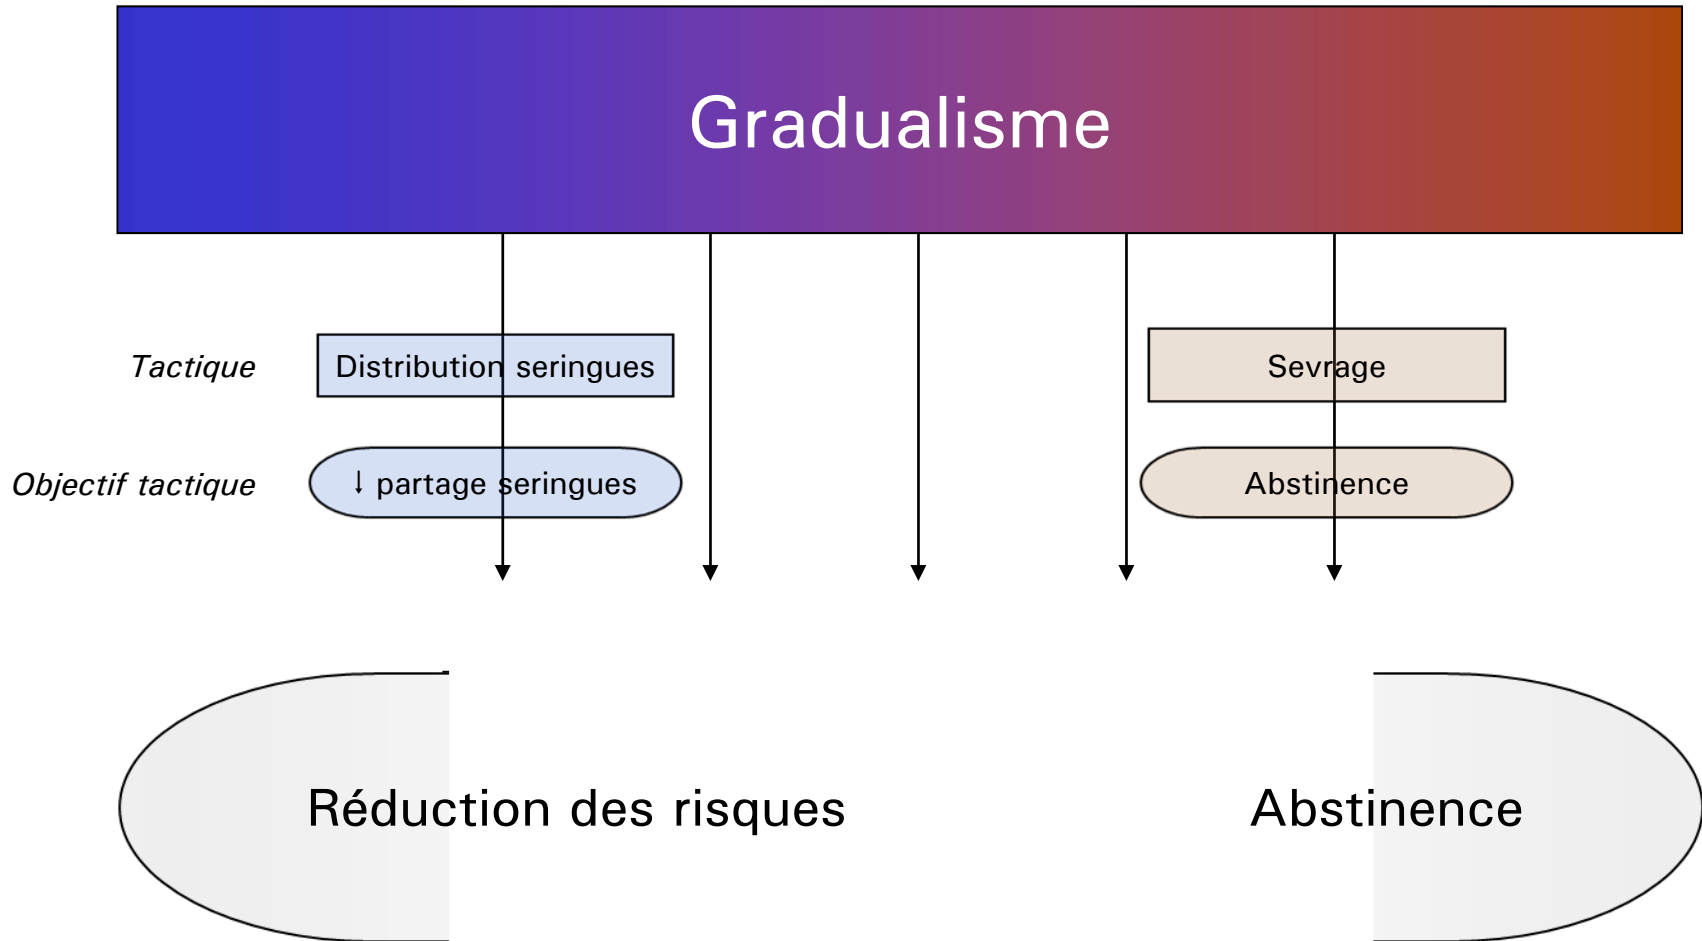 Gradualisme
Tactique
Distribution seringues
Sevrage
Objectif tactique
↓ partage seringues
Abstinence
Réduction des risques
Abstinence